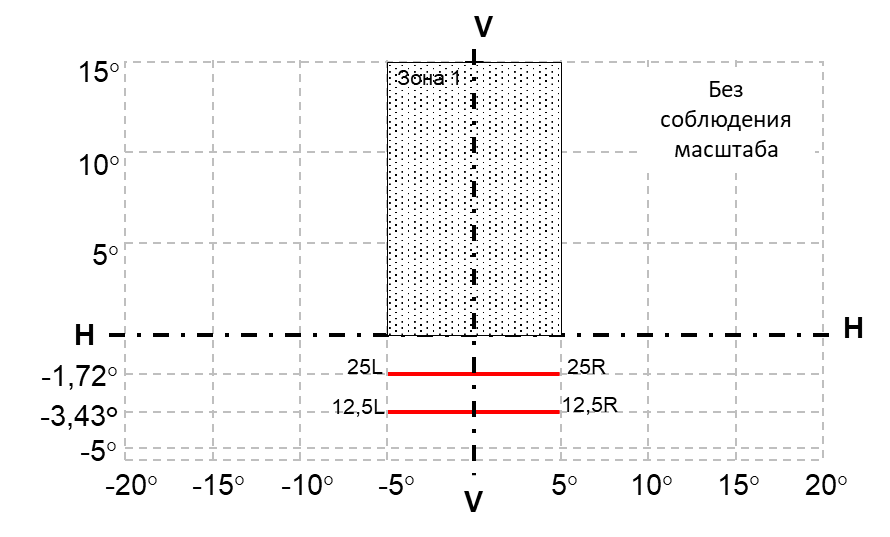 V
15°
Зона 1
Без
соблюдения
масштаба
10°
5°
H
H
-1,72°
25L
25R
-3,43°
12,5L
12,5R
-5°
-20°
-15°
-10°
-5°
V
5°
10°
15°
20°